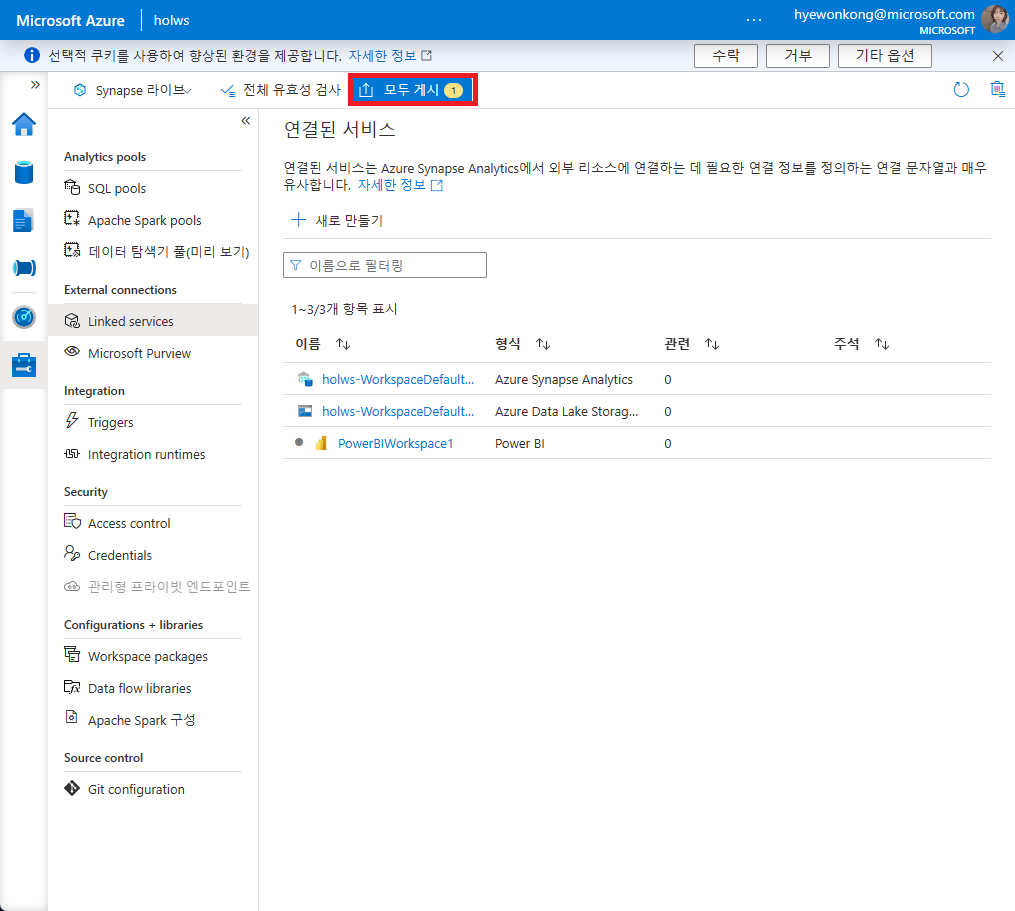 Microsoft Azure
holws
...
hyewonkong@microsoft.com
MICROSOFT
선택적 쿠키를 사용하여 향상된 환경을 제공합니다. 자세한 정보
수락
거부
기타 옵션
Synapse 라이브
전체 유효성 검사
모두 게시 1
Analytics pools
SQL pools
Apache Spark pools
데이터 탐색기 풀(미리 보기)
External connections
Linked services
Microsoft Purview
Integration
Triggers
Integration runtimes
Security
Access control
Credentials
관리형 프라이빗 엔드포인트
Configurations + libraries
Workspace packages
Data flow libraries
Apache Spark 구성
Source control
Git configuration
연결된 서비스
연결된 서비스는 Azure Synapse Analytics에서 외부 리소스에 연결하는 데 필요한 연결 정보를 정의하는 연결 문자열과 매우
유사합니다. 자세한 정보
새로 만들기
이름으로 필터링
1~3/3개 항목 표시
이름 형식 관련 주석
holws-WorkspaceDefault... Azure Synapse Analytics 0
holws-WorkspaceDefault... Azure Data Lake Storag... 0
PowerBIWorkspace1 Power BI 0